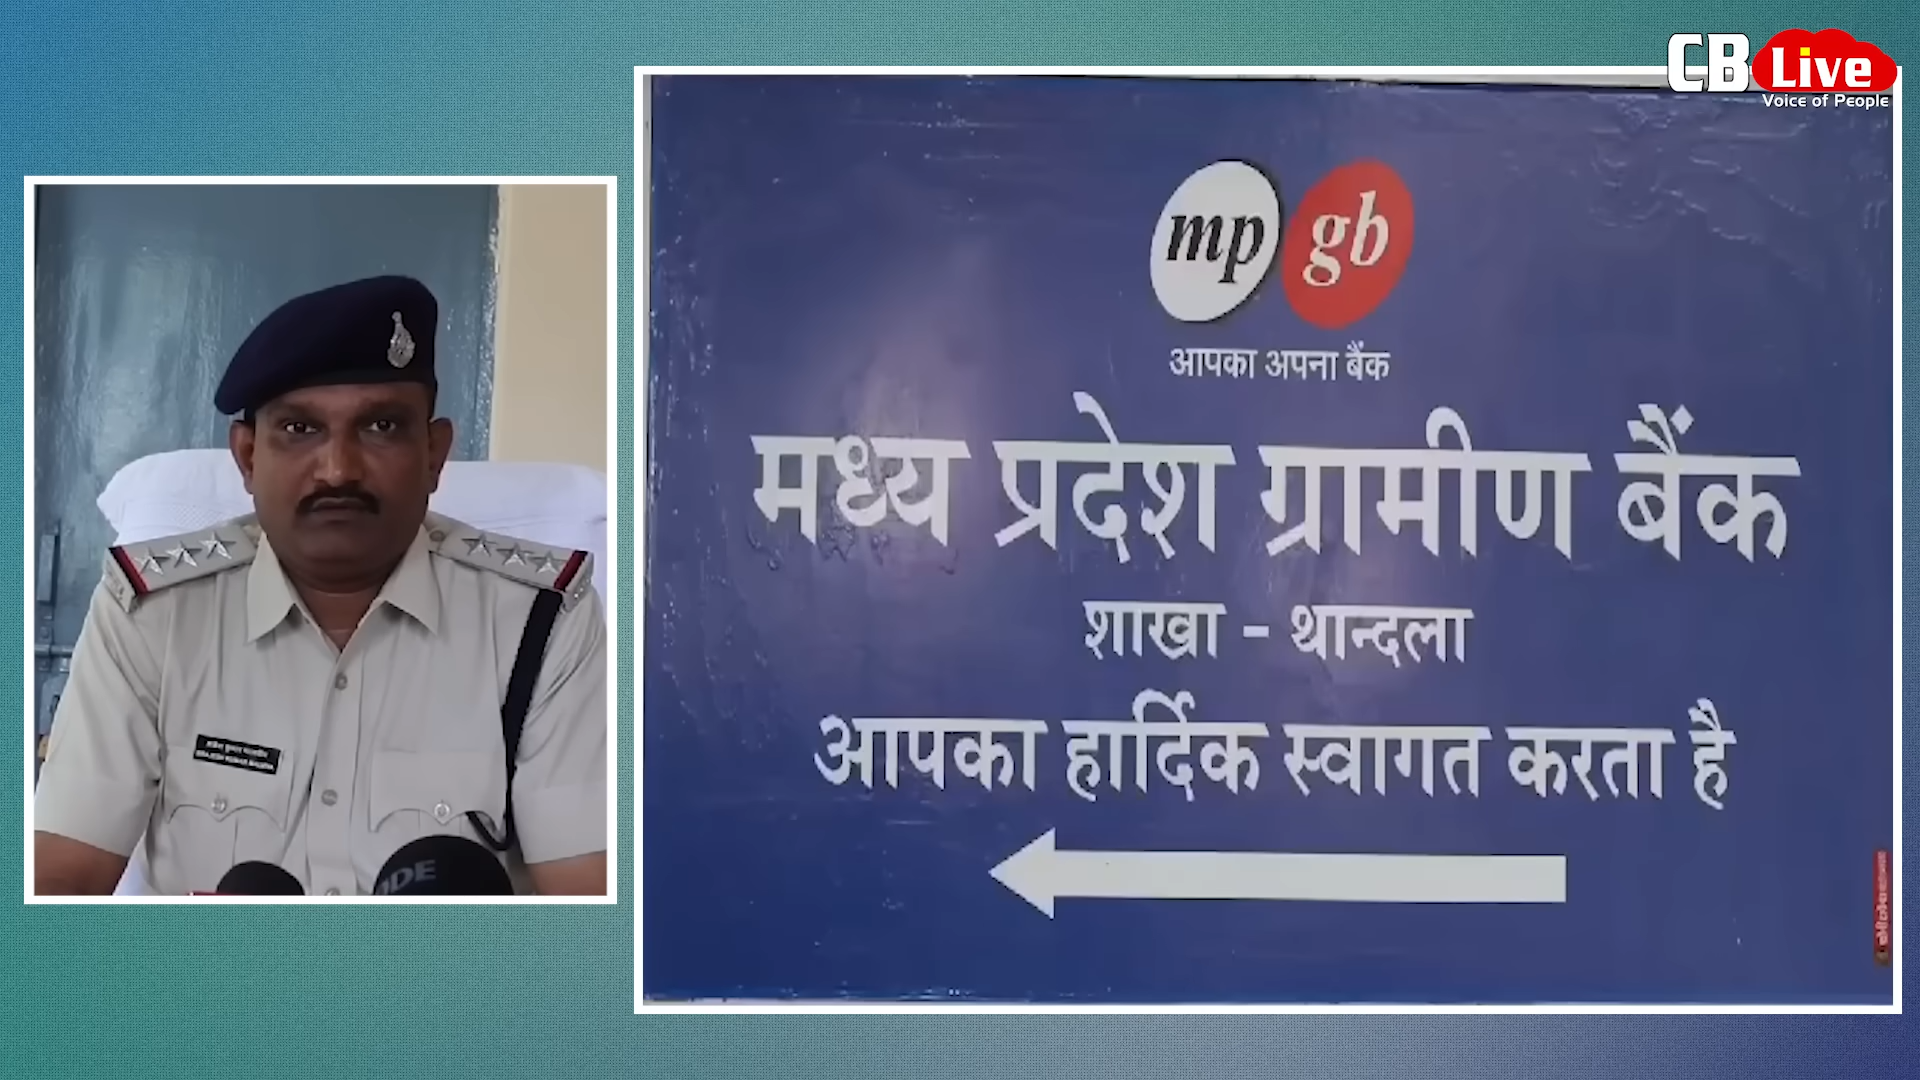 CB Live
Voice of People
mp gb
आपका अपना बैंक
मध्य प्रदेश ग्रामीण बैंक
शाखा - थान्दला
आपका हार्दिक स्वागत करता है